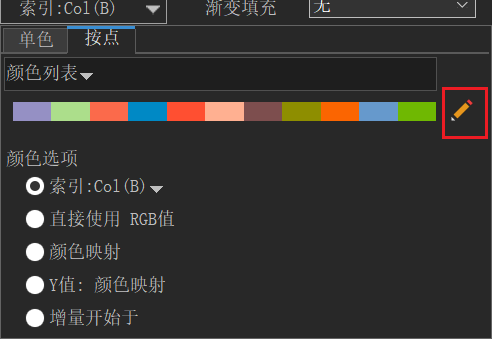 索引:Col(B) 渐变填充 无
单色 按点
颜色列表
颜色选项
索引:Col(B)
直接使用 RGB值
颜色映射
Y值: 颜色映射
增量开始于